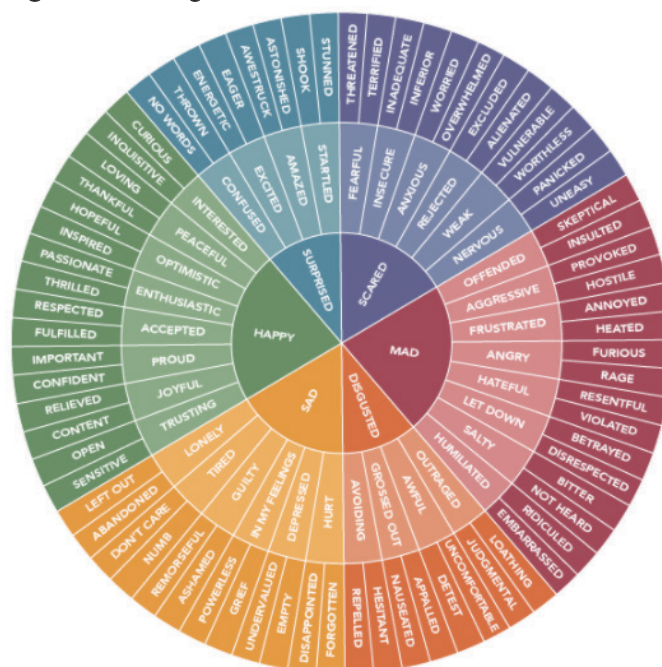 HAPPY
SURPRISED
SCARED
MAD
DISGUSTED
SAD
CONFUSED
EXCITED
AMAZED
STARTLED
FEARFUL
INSECURE
ANXIOUS
REJECTED
WEAK
NERVOUS
OFFENDED
AGGRESSIVE
FRUSTRATED
ANGRY
HATEFUL
LET DOWN
SALTY
HUMILIATED
OUTRAGED
AWFUL
GROSSED OUT
AVOIDING
HURT
DEPRESSED
IN MY FEELINGS
GUILTY
TIRED
LONELY
TRUSTING
JOYFUL
PROUD
ACCEPTED
ENTHUSIASTIC
OPTIMISTIC
PEACEFUL
INTERESTED
NO WORDS
THROWN
ENERGETIC
EAGER
AWESTRUCK
ASTONISHED
SHOOK
STUNNED
THREATENED
TERRIFIED
INADEQUATE
INFERIOR
WORRIED
OVERWHELMED
EXCLUDED
ALIENATED
VULNERABLE
WORTHLESS
PANICKED
UNEASY
SKEPTICAL
INSULTED
PROVOKED
HOSTILE
ANNOYED
HEATED
FURIOUS
RAGE
RESENTFUL
VIOLATED
BETRAYED
DISRESPECTED
BITTER
NOT HEARD
RIDICULED
EMBARRASSED
LOATHING
JUDGMENTAL
UNCOMFORTABLE
DETEST
APPALLED
NAUSEATED
HESITANT
REPELLED
FORGOTTEN
DISAPPOINTED
EMPTY
UNDERVALUED
GRIEF
POWERLESS
ASHAMED
REMORSEFUL
NUMB
DON'T CARE
ABANDONED
LEFT OUT
SENSITIVE
OPEN
CONTENT
RELIEVED
CONFIDENT
IMPORTANT
FULFILLED
RESPECTED
THRILLED
PASSIONATE
INSPIRED
HOPEFUL
THANKFUL
LOVING
INQUISITIVE
CURIOUS